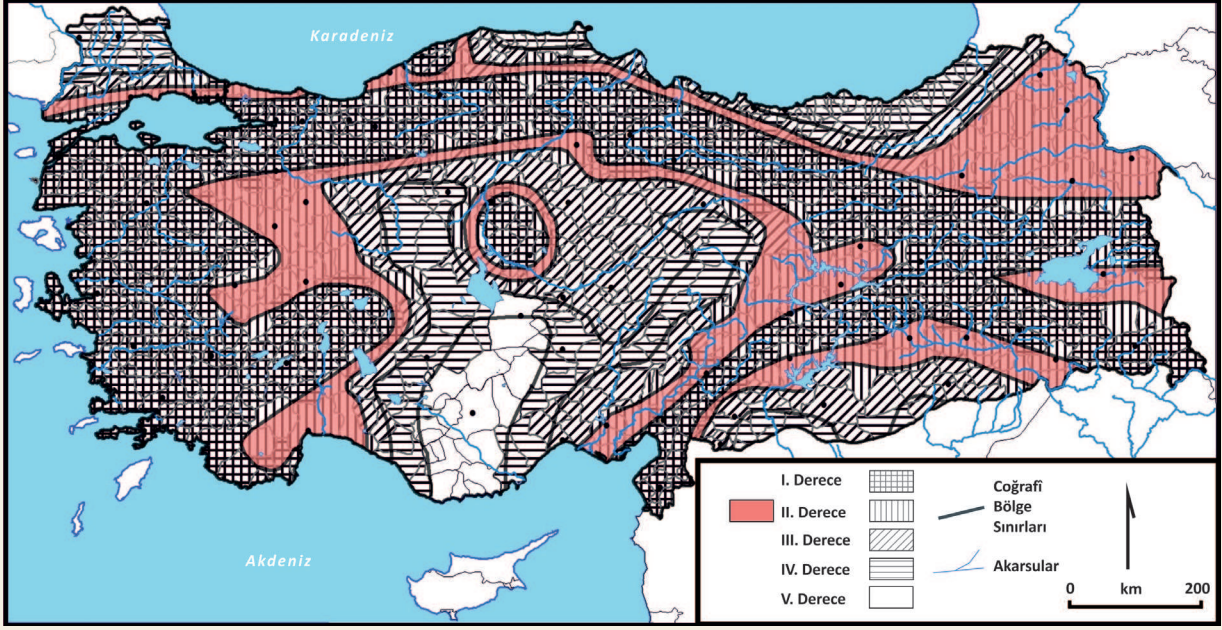 Karadeniz
Akdeniz
I. Derece
II. Derece
III. Derece
IV. Derece
V. Derece
Coğrafî
Bölge
Sınırları
Akarsular
0 km 200